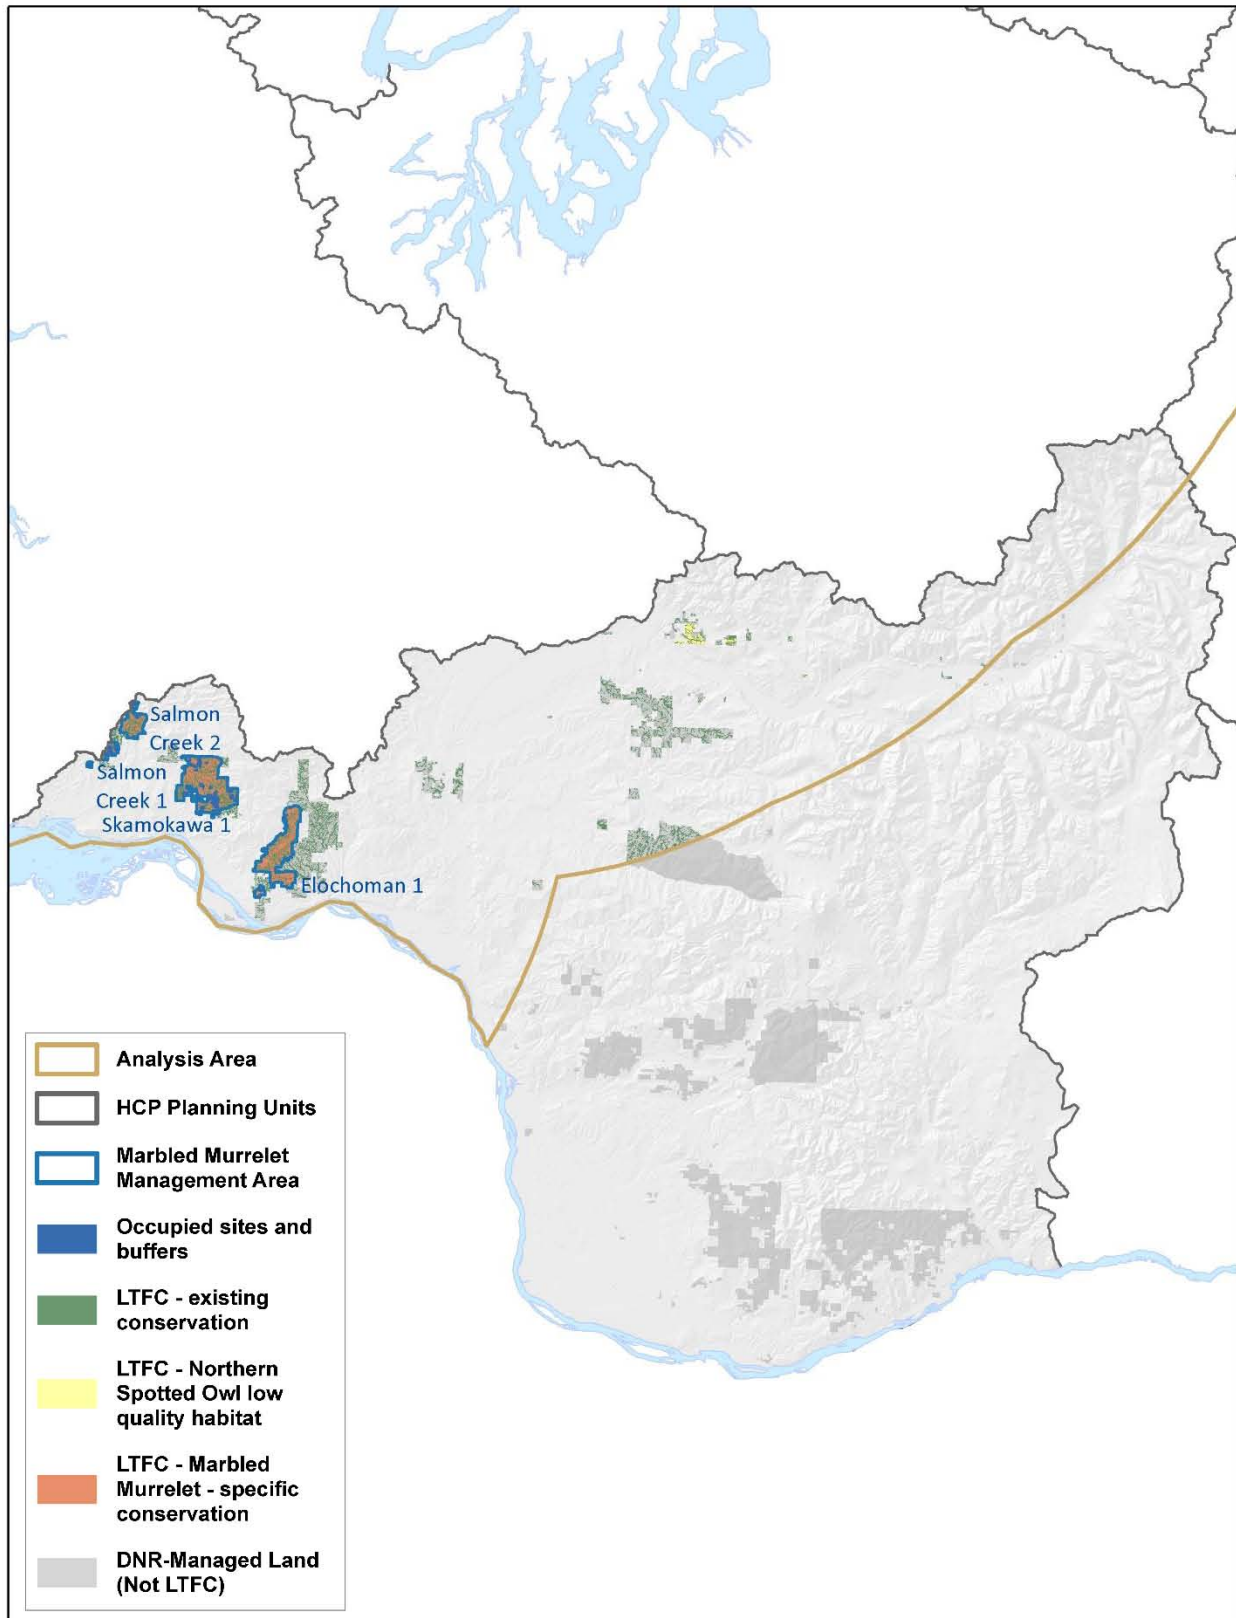 Salmon
Creek 2
Salmon
Creek 1
Skamokawa 1
Elochoman 1
Analysis Area
HCP Planning Units
Marbled Murrelet
Management Area
Occupied sites and
buffers
LTFC - existing
conservation
LTFC - Northern
Spotted Owl low
quality habitat
LTFC - Marbled
Murrelet - specific
conservation
DNR-Managed Land
(Not LTFC)